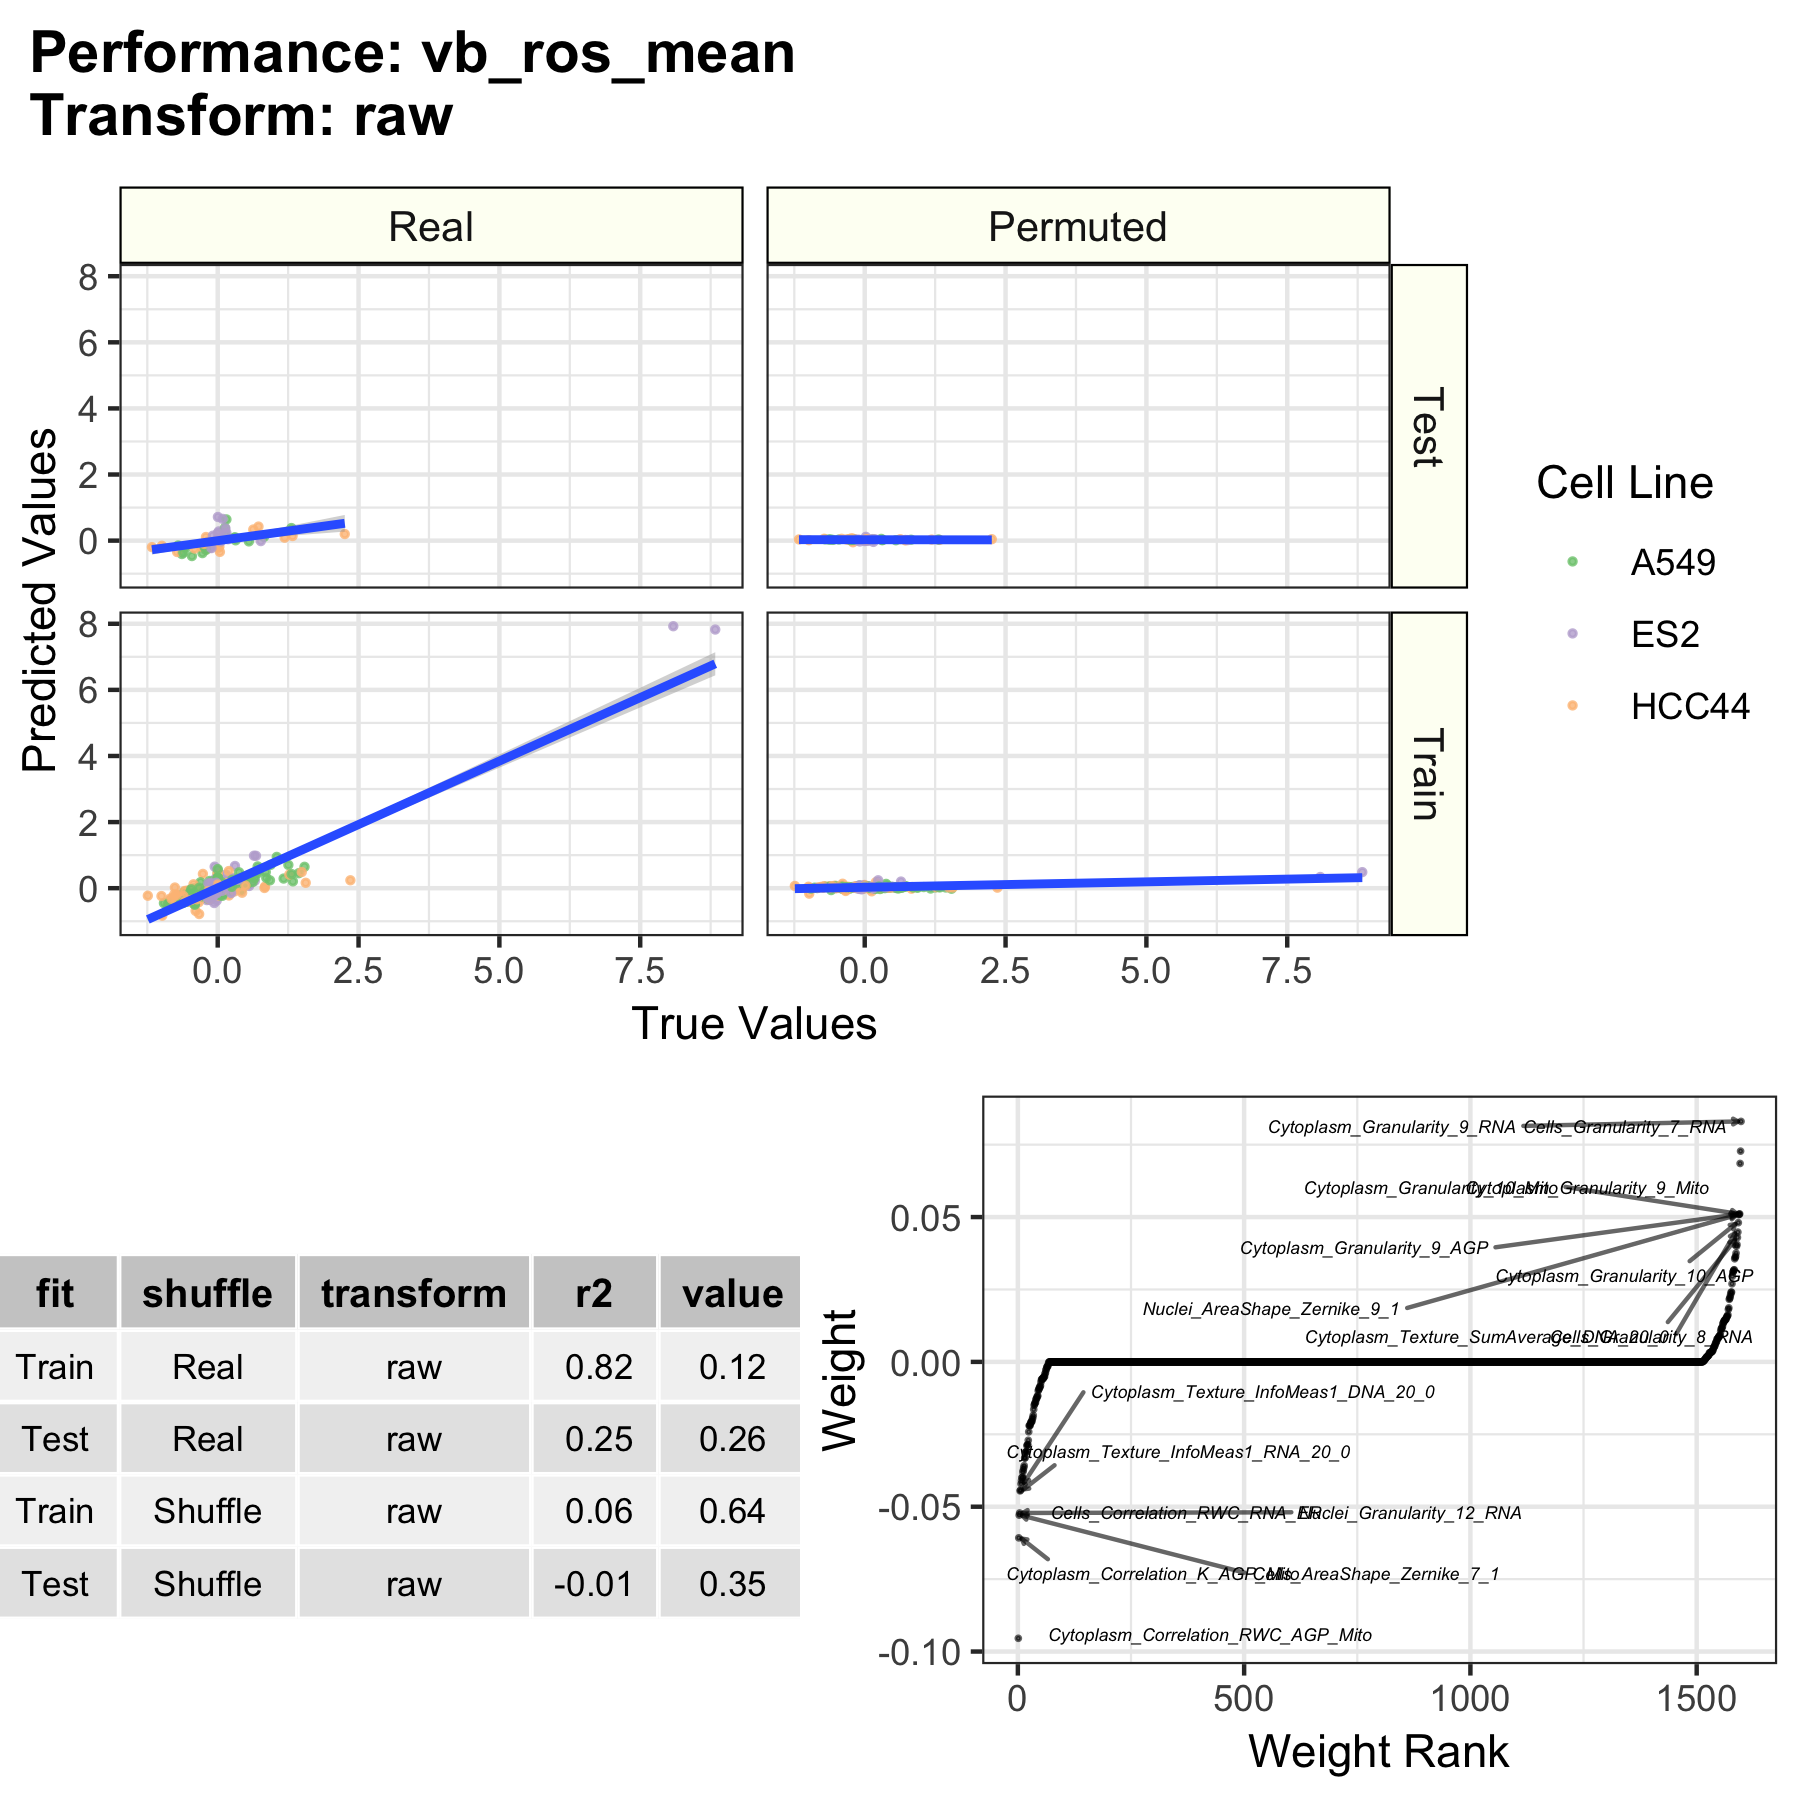 Performance: vb_ros_mean
Transform: raw
Real
Permuted
8
6
4
2
0
Test
8
6
4
2
0
Train
Predicted Values
0.0
2.5
5.0
7.5
0.0
2.5
5.0
7.5
True Values
Cell Line
A549
ES2
HCC44
fit shuffle transform r2 value
Train Real raw 0.82 0.12
Test Real raw 0.25 0.26
Train Shuffle raw 0.06 0.64
Test Shuffle raw -0.01 0.35
Weight
0.05
0.00
-0.05
-0.10
Cytoplasm_Granularity_9_RNA
Cells_Granularity_7_RNA
Cytoplasm_Granularity_10_Mito
Cytoplasm_Granularity_9_Mito
Cytoplasm_Granularity_9_AGP
Cytoplasm_Granularity_10_AGP
Nuclei_AreaShape_Zernike_9_1
Cytoplasm_Texture_SumAverage_DNA_20_0
Cells_Granularity_8_RNA
Cytoplasm_Texture_InfoMeas1_DNA_20_0
Cytoplasm_Texture_InfoMeas1_RNA_20_0
Cells_Correlation_RWC_RNA_ER
Nuclei_Granularity_12_RNA
Cytoplasm_Correlation_K_AGP_Mito
Cells_AreaShape_Zernike_7_1
Cytoplasm_Correlation_RWC_AGP_Mito
0
500
1000
1500
Weight Rank